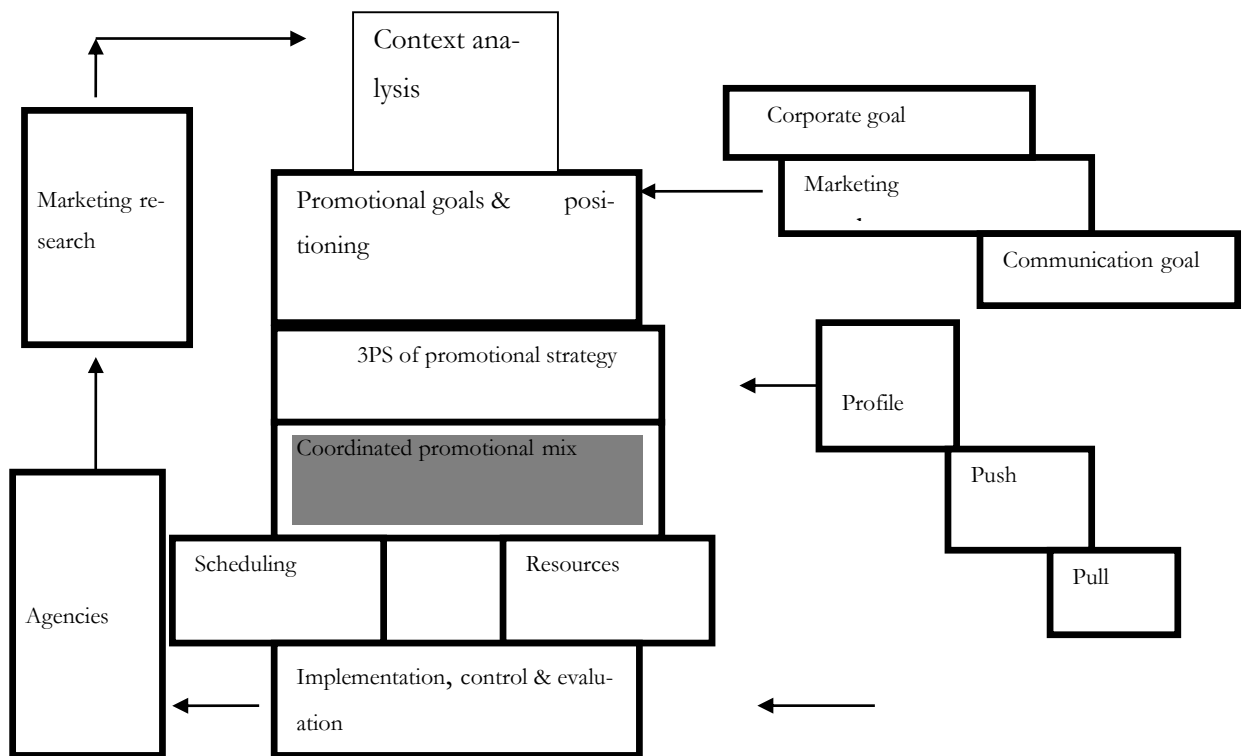 Context ana-
lysis
Corporate goal
Marketing
Promotional goals & posi-
tioning
Marketing re-
search
Communication goal
3PS of promotional strategy
Profile
Coordinated promotional mix
Push
Scheduling
Resources
Pull
Agencies
Implementation, control & evalu-
ation